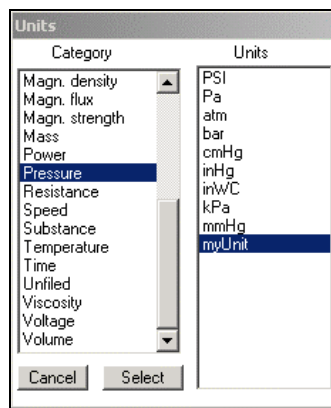 Units
Category
Units
Magn. density
Magn. flux
Magn. strength
Mass
Power
Pressure
Resistance
Speed
Substance
Temperature
Time
Unfiled
Viscosity
Voltage
Volume
PSI
Pa
atm
bar
cmHg
inHg
inWC
kPa
mmHg
myUnit
Cancel
Select